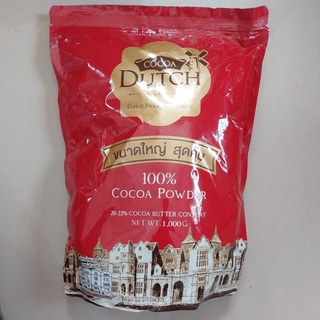 COCOA
DUTCH
ขนาดใหญ่ สุดคุ้ม
100%
COCOA POWDER
20-22% COCOA BUTTER CONTENT
NET WT. 1,000 G.